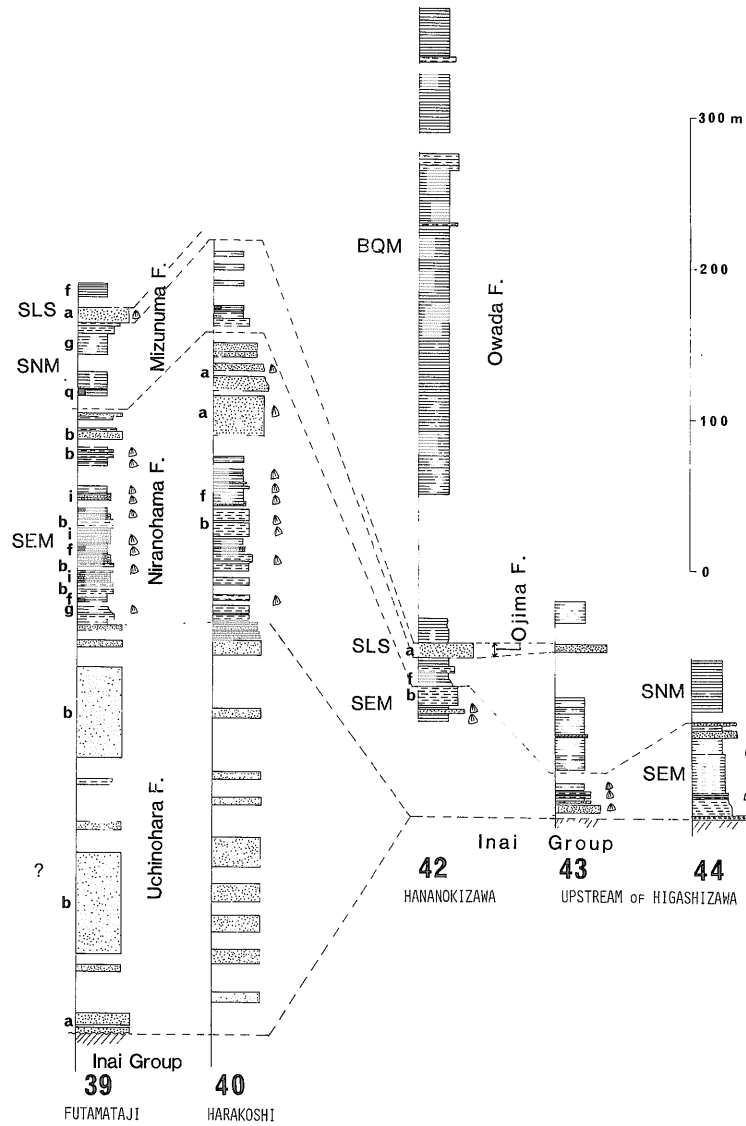 300 m
200
100
0
BQM
Owada F.
f
SLS
a
g
SNM
q
Mizunuma F.
b
b
i
b
i
SEM
f
b
i
b
f
g
Niranohama F.
b
Uchinohara F.
?
b
a
Inai Group
39
FUTAMATAJI
a
a
f
b
40
HARAKOSHI
SLS
a
Ojima F.
f
SEM
b
SNM
SEM
Inai Group
42
HANANOKIZAWA
43
44
UPSTREAM OF HIGASHIZAWA